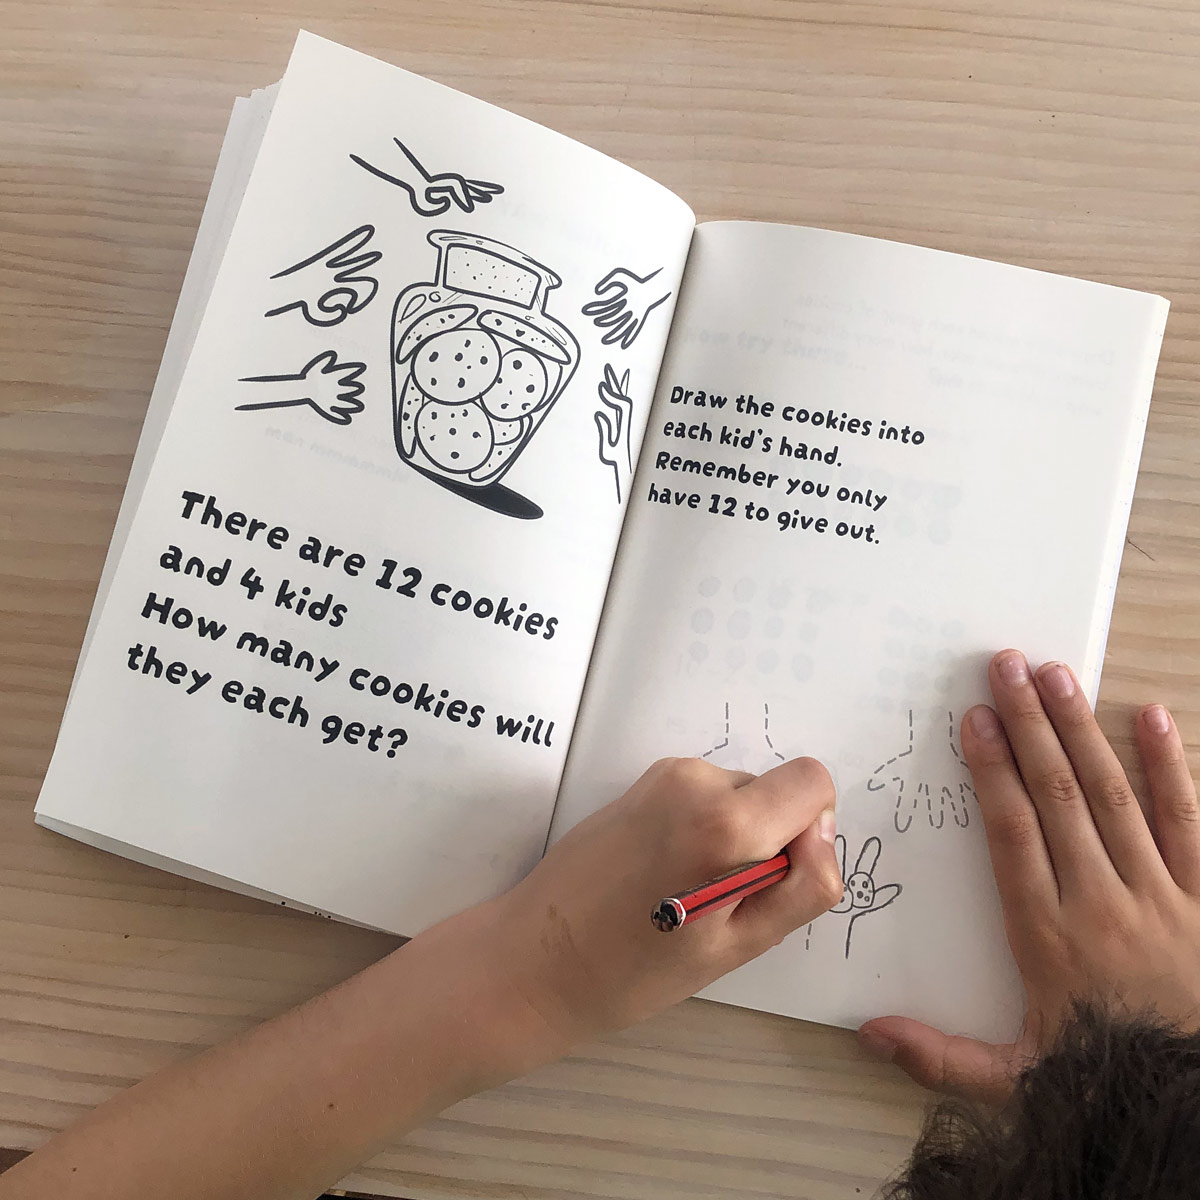 There are 12 cookies
and 4 kids
How many cookies will
they each get?
Draw the cookies into
each kid's hand.
Remember you only
have 12 to give out.